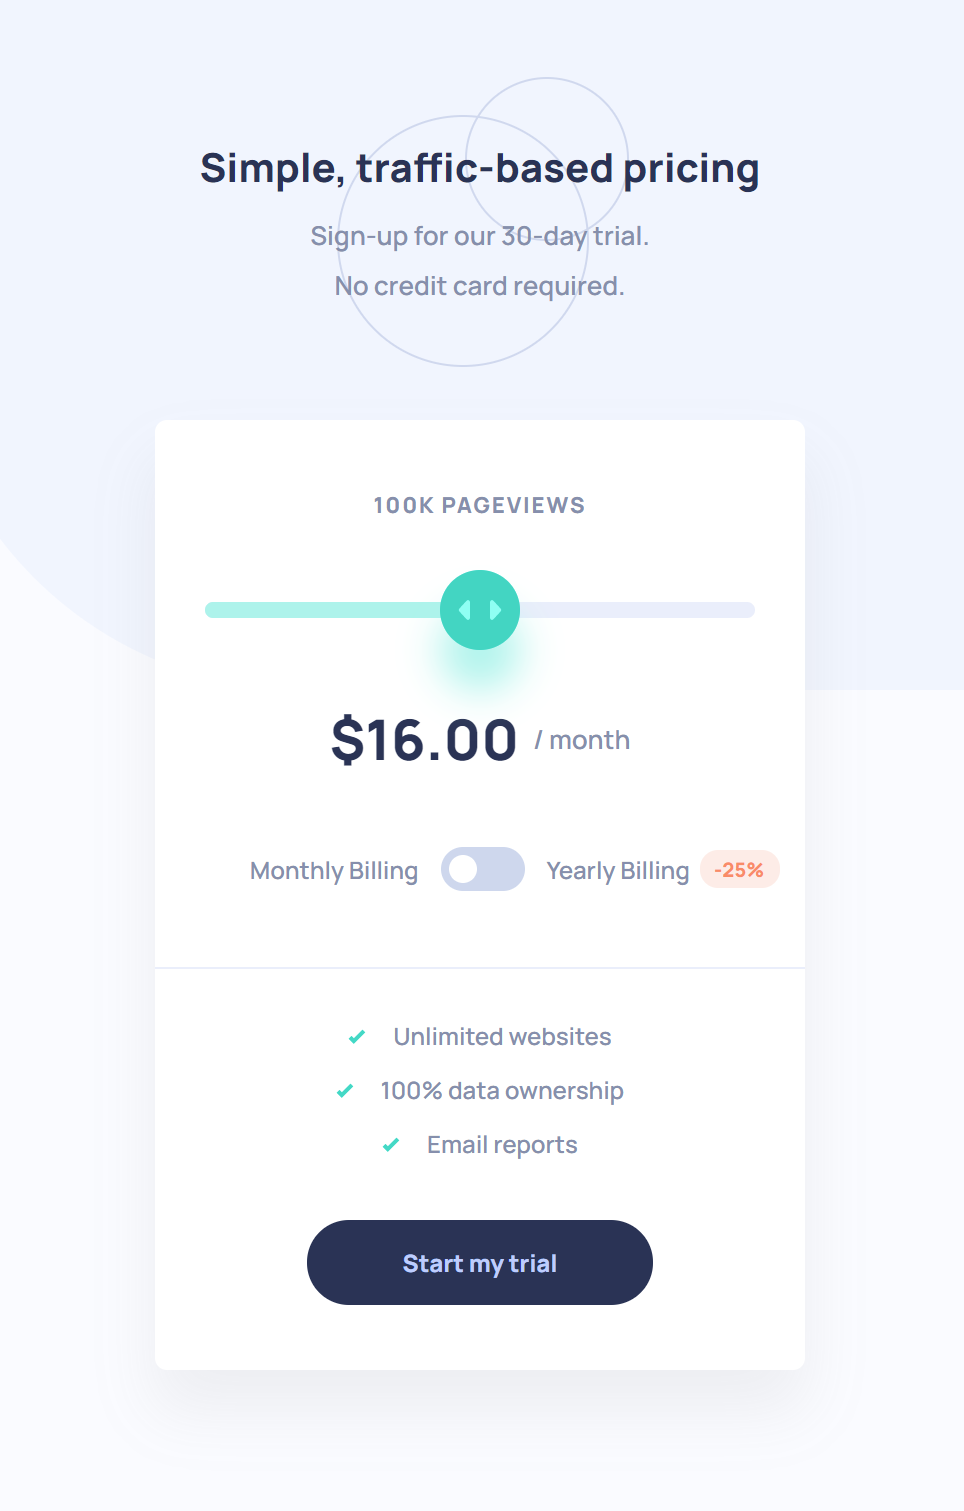 Simple, traffic-based pricing
Sign-up for our 30-day trial.
No credit card required.
100K PAGEVIEWS
$16.00 / month
Monthly Billing Yearly Billing -25%
Unlimited websites
100% data ownership
Email reports
Start my trial